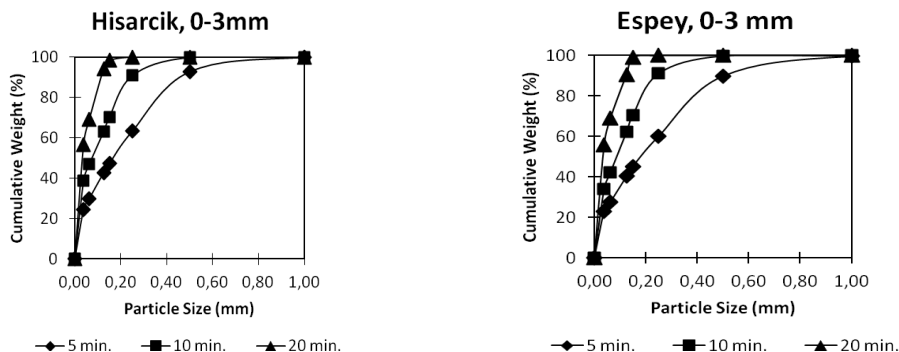 Hisarcik, 0-3mm
Cumulative Weight (%)
100
80
60
40
20
0
0,00 0,20 0,40 0,60 0,80 1,00
Particle Size (mm)
5 min. 10 min. 20 min.
Espey, 0-3 mm
Cumulative Weight (%)
100
80
60
40
20
0
0,00 0,20 0,40 0,60 0,80 1,00
Particle Size (mm)
5 min. 10 min. 20 min.